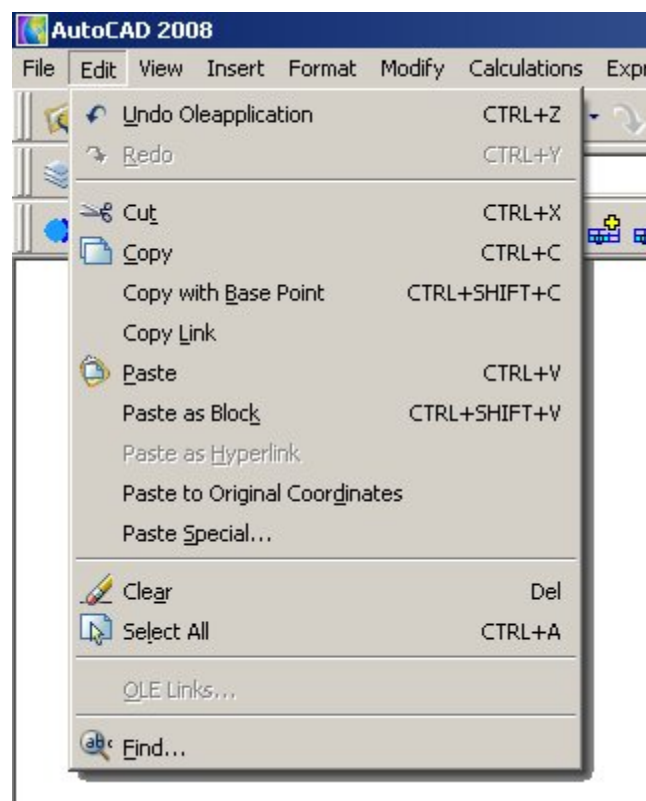 AutoCAD 2008
File Edit View Insert Format Modify Calculations
Undo Oleapplication CTRL+Z
Redo CTRL+Y
Cut CTRL+X
Copy CTRL+C
Copy with Base Point CTRL+SHIFT+C
Copy Link
Paste CTRL+V
Paste as Block CTRL+SHIFT+V
Paste as Hyperlink
Paste to Original Coordinates
Paste Special...
Clear Del
Select All CTRL+A
OLE Links...
Find...